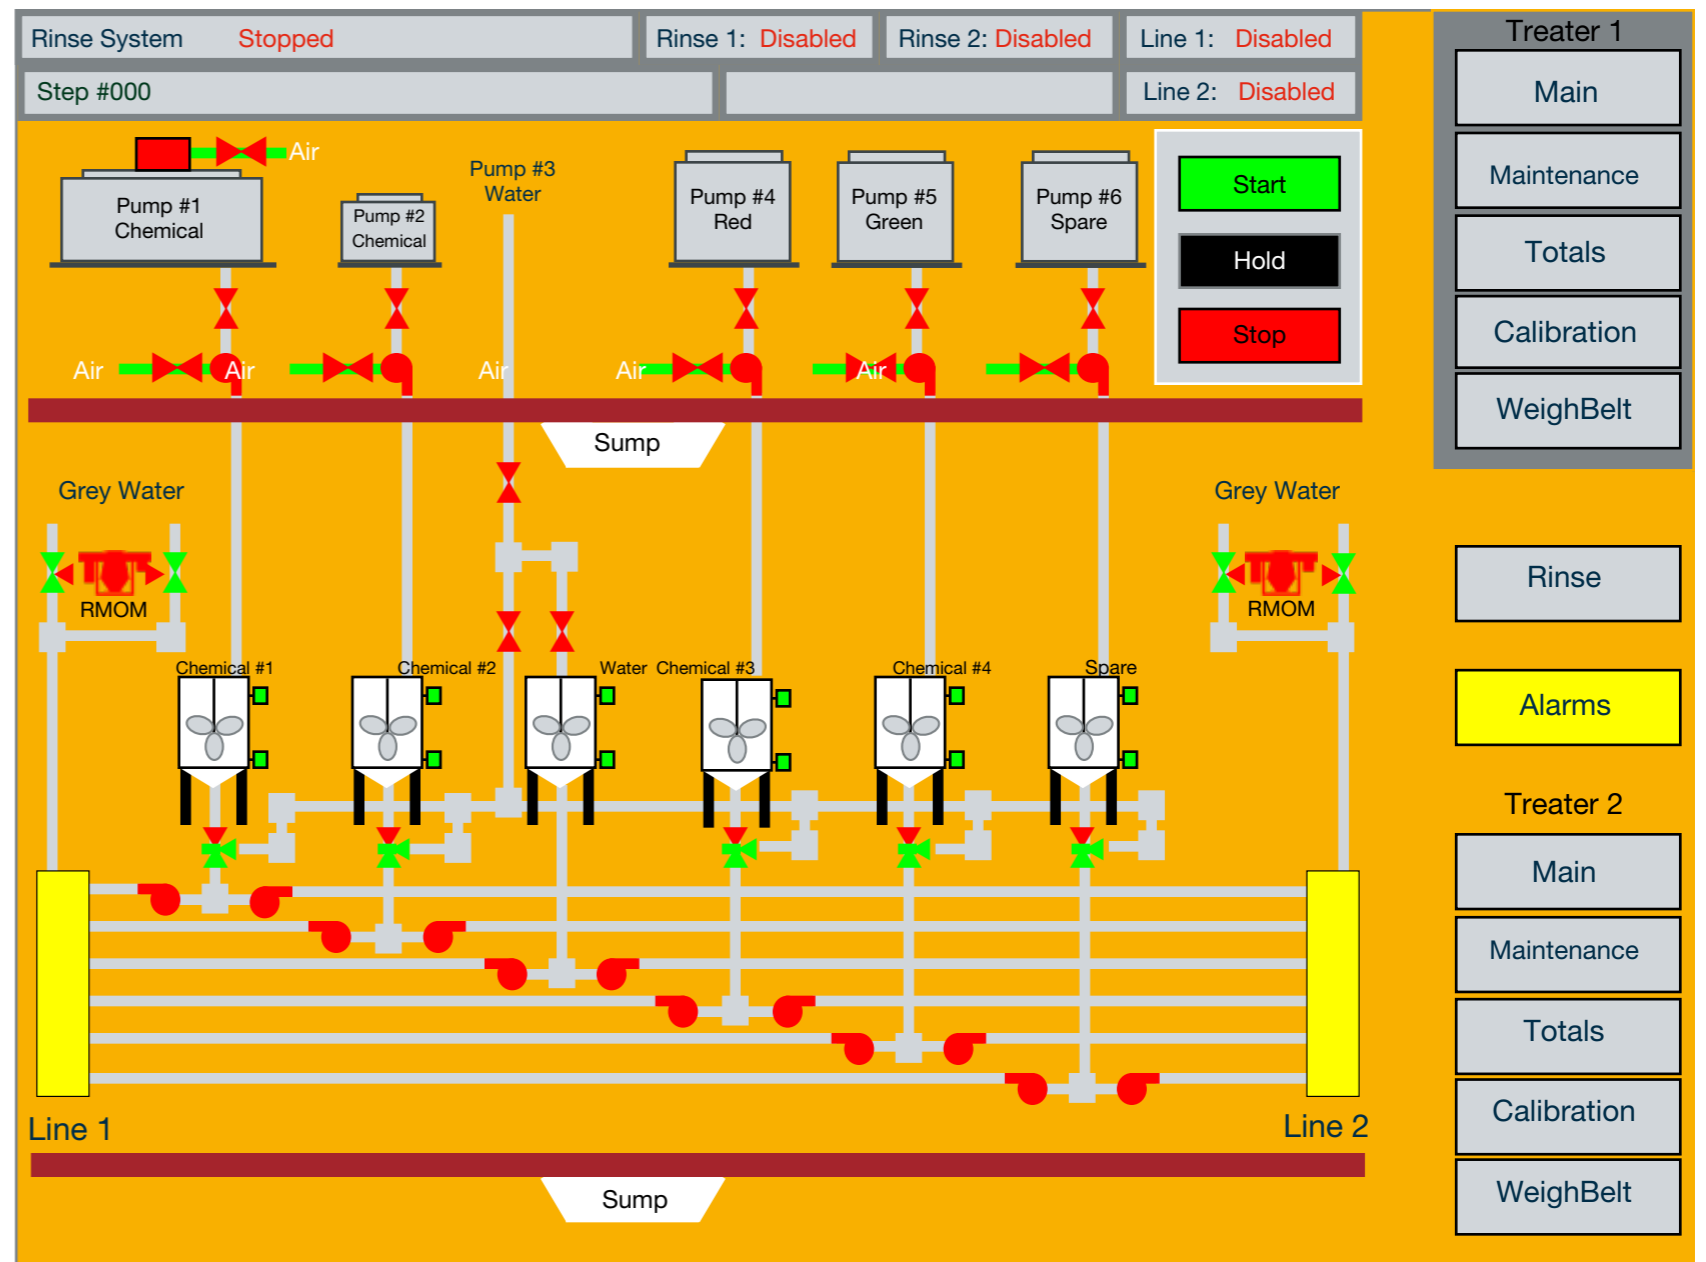 Rinse System Stopped
Rinse 1: Disabled
Rinse 2: Disabled
Line 1: Disabled
Step #000
Line 2: Disabled
Treater 1
Main
Maintenance
Totals
Calibration
WeighBelt
Air
Pump #1
Chemical
Pump #2
Chemical
Pump #3
Water
Pump #4
Red
Pump #5
Green
Pump #6
Spare
Start
Hold
Stop
Air
Air
Air
Air
Air
Sump
Grey Water
Grey Water
RMOM
RMOM
Rinse
Alarms
Chemical #1
Chemical #2
Water
Chemical #3
Chemical #4
Spare
Treater 2
Main
Maintenance
Totals
Calibration
WeighBelt
Line 1
Line 2
Sump